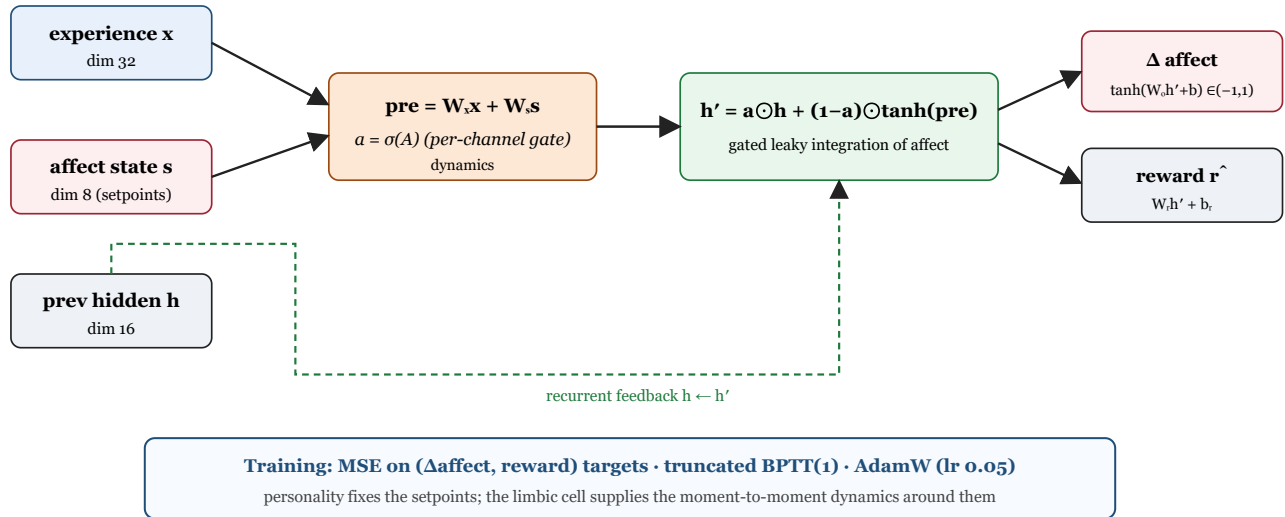 experience x
dim 32
affect state s
dim 8 (setpoints)
prev hidden h
dim 16
pre = Wₓx + Wₛs
a = σ(A) (per-channel gate)
dynamics
h′ = a⊙h + (1−a)⊙tanh(pre)
gated leaky integration of affect
Δ affect
tanh(Wₒh′+b) ∈(−1,1)
reward r^
Wᵣh′ + bᵣ
recurrent feedback h ← h′
Training: MSE on (Δaffect, reward) targets · truncated BPTT(1) · AdamW (lr 0.05)
personality fixes the setpoints; the limbic cell supplies the moment-to-moment dynamics around them